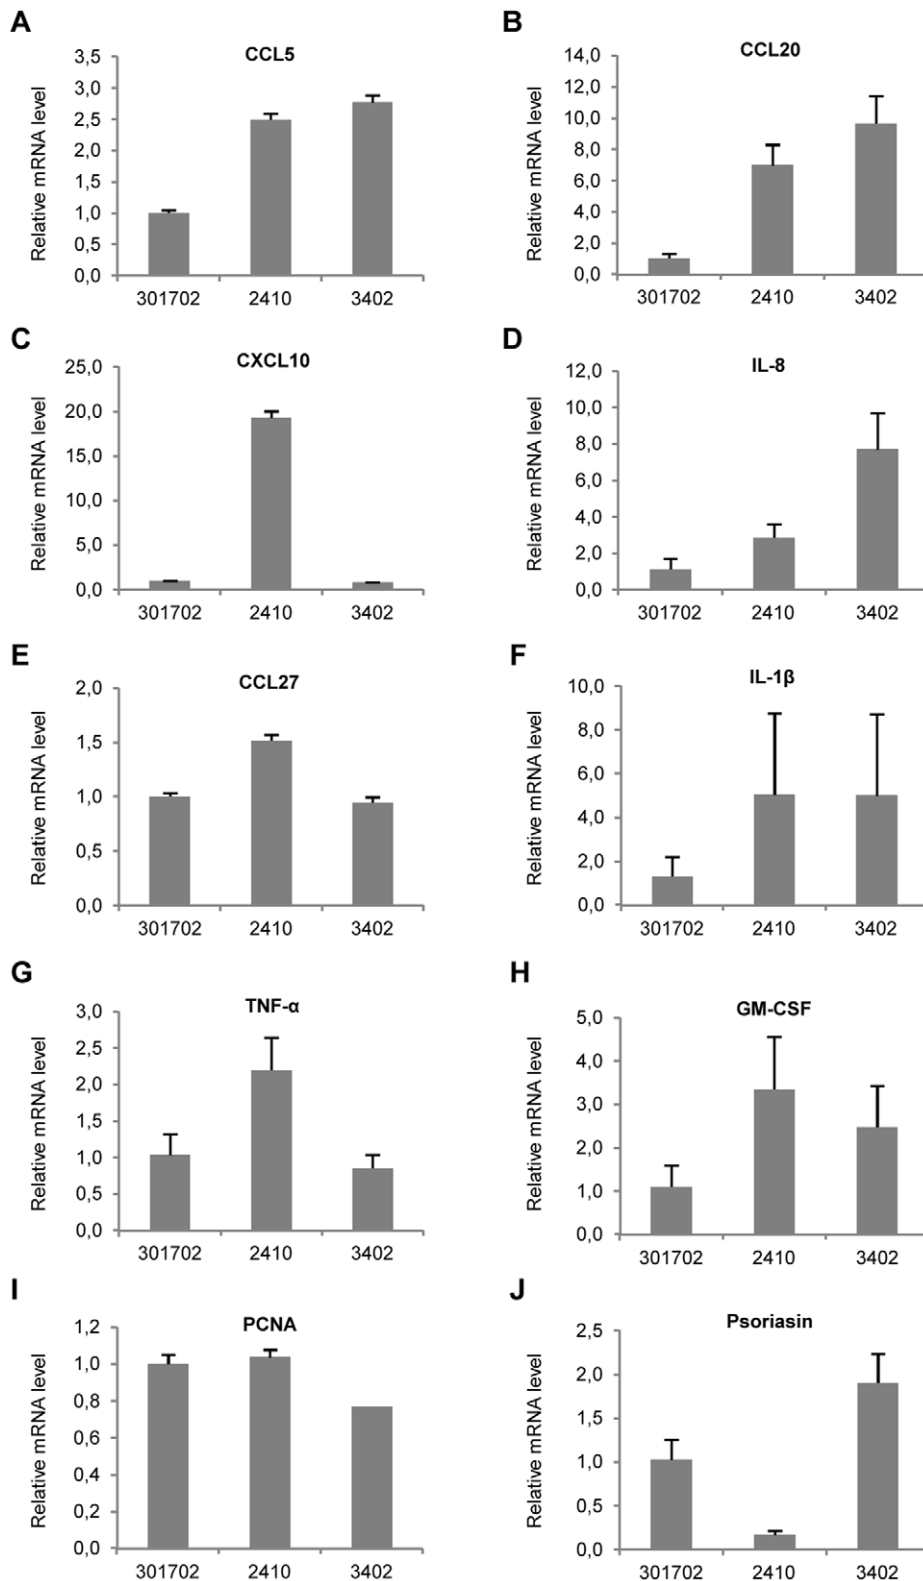 A
CCL5
Relative mRNA level
3,5
3,0
2,5
2,0
1,5
1,0
0,5
0,0
301702 2410 3402
B
CCL20
Relative mRNA level
14,0
12,0
10,0
8,0
6,0
4,0
2,0
0,0
301702 2410 3402
C
CXCL10
Relative mRNA level
25,0
20,0
15,0
10,0
5,0
0,0
301702 2410 3402
D
IL-8
Relative mRNA level
12,0
10,0
8,0
6,0
4,0
2,0
0,0
301702 2410 3402
E
CCL27
Relative mRNA level
2,0
1,5
1,0
0,5
0,0
301702 2410 3402
F
IL-1β
Relative mRNA level
10,0
8,0
6,0
4,0
2,0
0,0
301702 2410 3402
G
TNF-α
Relative mRNA level
3,0
2,5
2,0
1,5
1,0
0,5
0,0
301702 2410 3402
H
GM-CSF
Relative mRNA level
5,0
4,0
3,0
2,0
1,0
0,0
301702 2410 3402
I
PCNA
Relative mRNA level
1,2
1,0
0,8
0,6
0,4
0,2
0,0
301702 2410 3402
J
Psoriasin
Relative mRNA level
2,5
2,0
1,5
1,0
0,5
0,0
301702 2410 3402